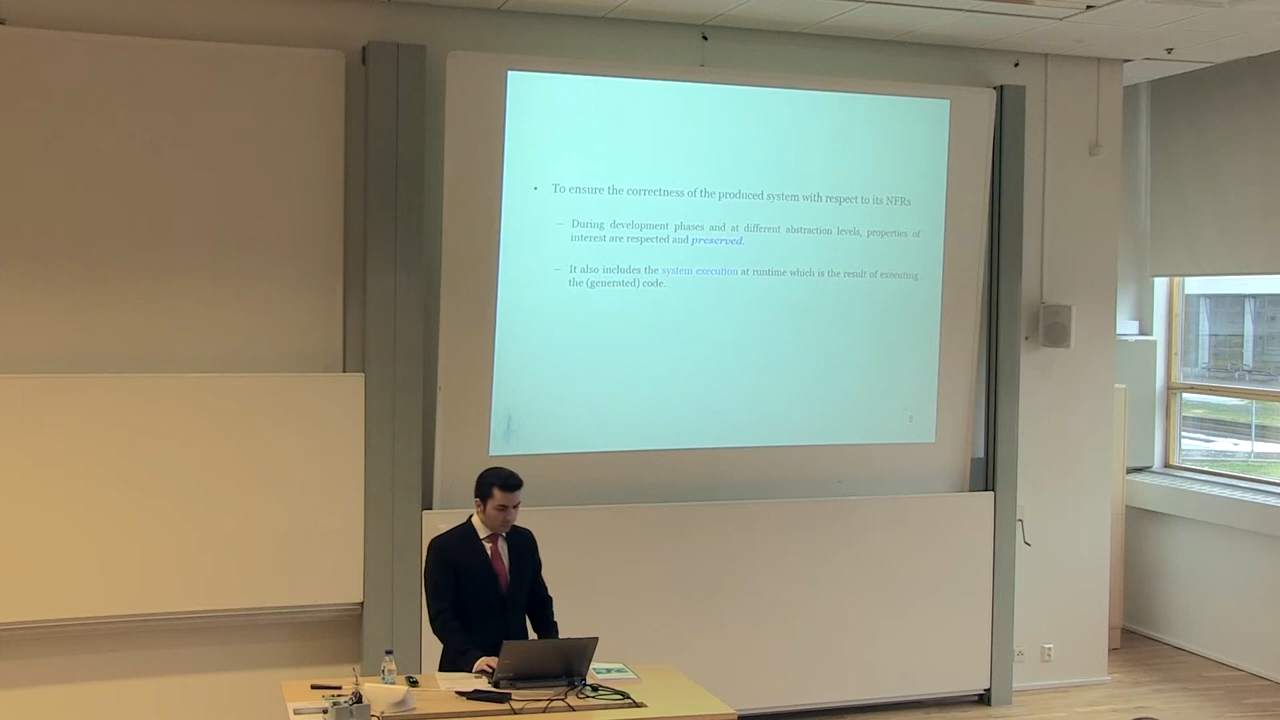 • To ensure the correctness of the produced system with respect to its NFRs
– During development phases and at different abstraction levels, properties of
interest are respected and preserved.
– It also includes the system execution at runtime which is the result of executing
the (generated) code.